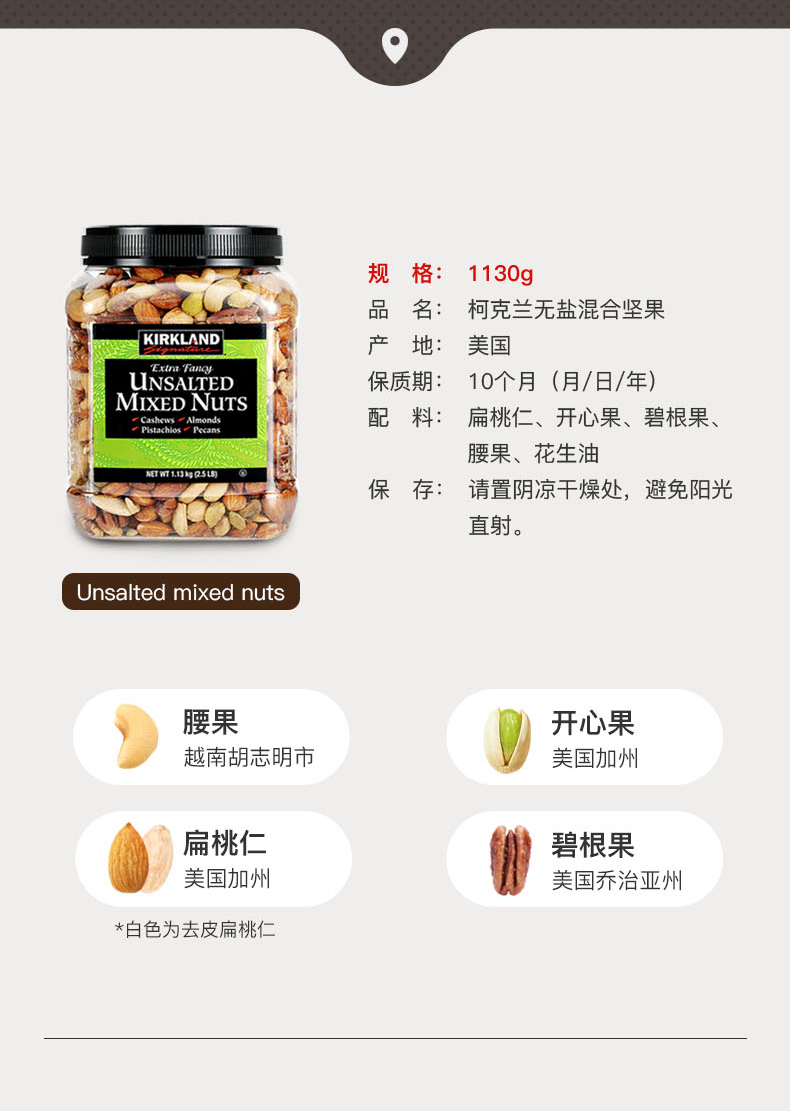 KIRKLAND
Signature
Extra Fancy
UNSALTED
MIXED NUTS
Cashews Almonds
Pistachios Pecans
NET WT 1.13 kg (2.5 LB)
Unsalted mixed nuts
规 格： 1130g
品 名： 柯克兰无盐混合坚果
产 地： 美国
保质期： 10个月（月/日/年）
配 料： 扁桃仁、开心果、碧根果、
腰果、花生油
保 存： 请置阴凉干燥处，避免阳光
直射。
腰果
越南胡志明市
开心果
美国加州
扁桃仁
美国加州
碧根果
美国乔治亚州
*白色为去皮扁桃仁